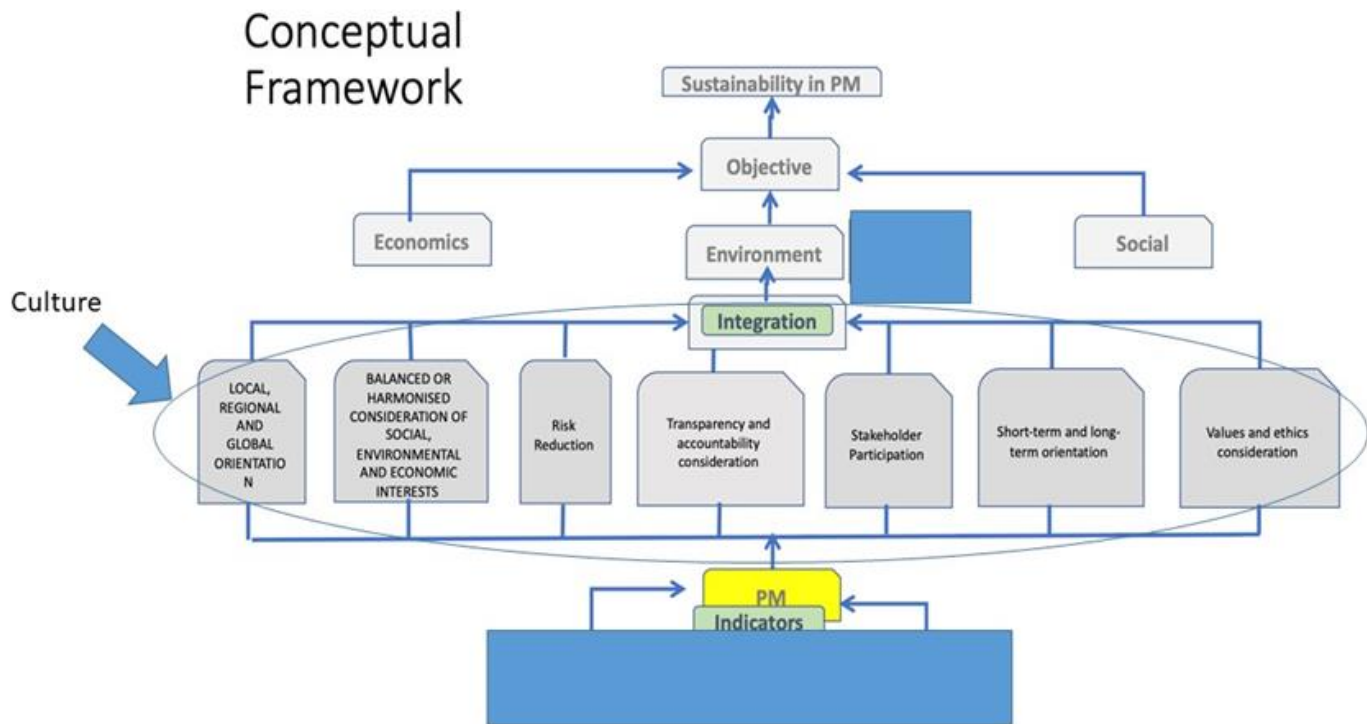 Conceptual
Framework
Sustainability in PM
Objective
Economics
Environment
Social
Culture
Integration
LOCAL,
REGIONAL
AND
GLOBAL
ORIENTATIO
N
BALANCED OR
HARMONISED
CONSIDERATION OF
SOCIAL,
ENVIRONMENTAL
AND ECONOMIC
INTERESTS
Risk
Reduction
Transparency and
accountability
consideration
Stakeholder
Participation
Short-term and long-
term orientation
Values and ethics
consideration
PM
Indicators